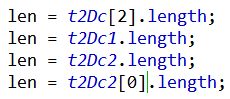 len = t2Dc[2].length;
len = t2Dc1.length;
len = t2Dc2.length;
len = t2Dc2[0].length;